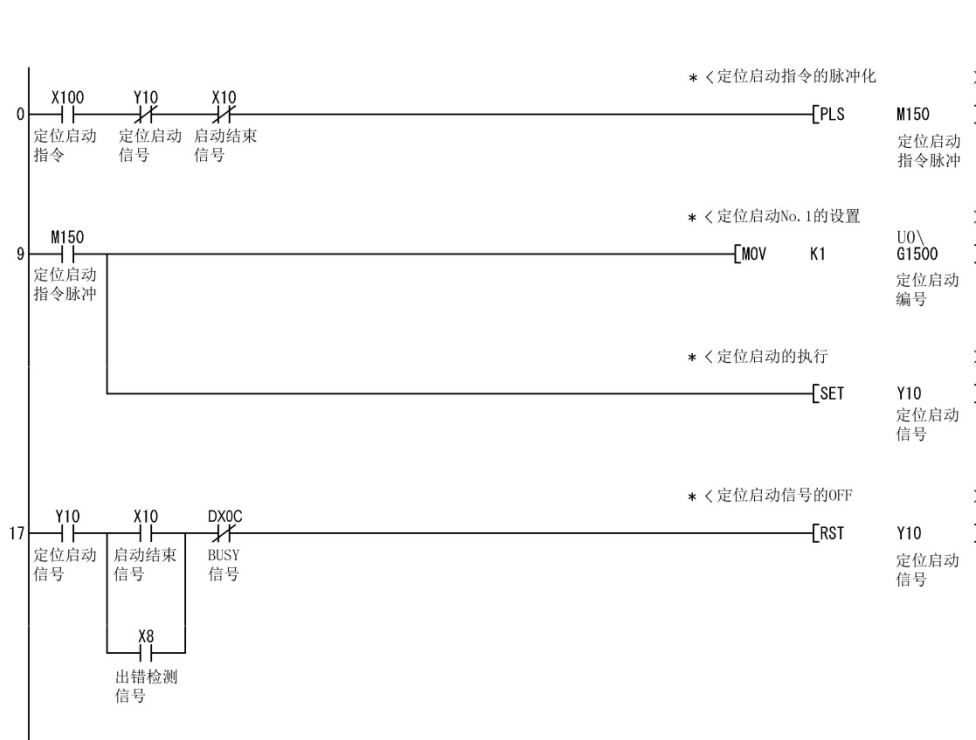 * <定位启动指令的脉冲化 >
X100 Y10 X10
0 [PLS M150 ]
定位启动 定位启动 启动结束 定位启动
指令 信号 信号 指令脉冲
* <定位启动No.1的设置 >
M150 U0\
9 [MOV K1 G1500 ]
定位启动 定位启动
指令脉冲 编号
* <定位启动的执行 >
[SET Y10 ]
定位启动
信号
* <定位启动信号的OFF >
Y10 X10 DX0C
17 [RST Y10 ]
定位启动 启动结束 BUSY 定位启动
信号 信号 信号 信号
X8
出错检测
信号